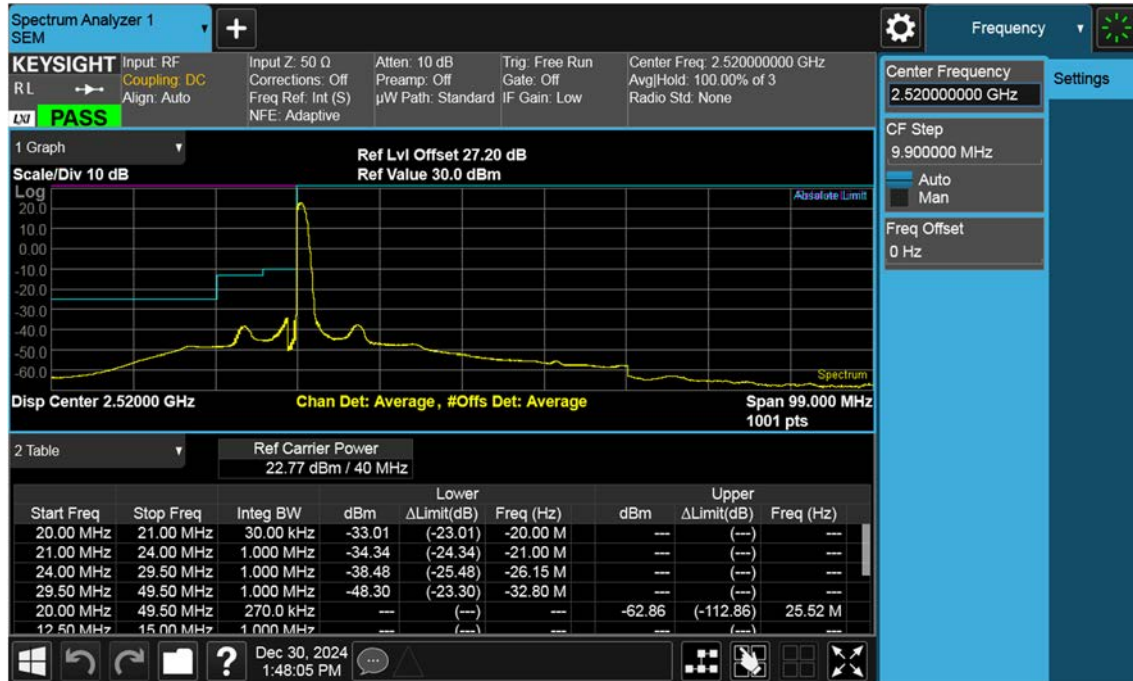 Spectrum Analyzer 1
SEM
+
Frequency
KEYSIGHT
R L
LXI
PASS
Input: RF
Coupling: DC
Align: Auto
Input Z: 50 Ω
Corrections: Off
Freq Ref: Int (S)
NFE: Adaptive
Atten: 10 dB
Preamp: Off
µW Path: Standard
Trig: Free Run
Gate: Off
IF Gain: Low
Center Freq: 2.520000000 GHz
Avg|Hold: 100.00% of 3
Radio Std: None
Center Frequency
2.520000000 GHz
Settings
CF Step
9.900000 MHz
Auto
Man
Freq Offset
0 Hz
1 Graph
Scale/Div 10 dB
Ref Lvl Offset 27.20 dB
Ref Value 30.0 dBm
Log
20.0
10.0
0.00
-10.0
-20.0
-30.0
-40.0
-50.0
-60.0
Spectrum
Disp Center 2.52000 GHz
Chan Det: Average, #Offs Det: Average
Span 99.000 MHz
1001 pts
2 Table
Ref Carrier Power
22.77 dBm / 40 MHz
Lower Upper
Start Freq Stop Freq Integ BW dBm ΔLimit(dB) Freq (Hz) dBm ΔLimit(dB) Freq (Hz)
20.00 MHz 21.00 MHz 30.00 kHz -33.01 (-23.01) -20.00 M --- (---) ---
21.00 MHz 24.00 MHz 1.000 MHz -34.34 (-24.34) -21.00 M --- (---) ---
24.00 MHz 29.50 MHz 1.000 MHz -38.48 (-25.48) -26.15 M --- (---) ---
29.50 MHz 49.50 MHz 1.000 MHz -48.30 (-23.30) -32.80 M --- (---) ---
20.00 MHz 49.50 MHz 270.0 kHz --- (---) --- -62.86 (-112.86) 25.52 M
12.50 MHz 15.00 MHz 1.000 MHz --- (---) --- --- (---) ---
?
Dec 30, 2024
1:48:05 PM